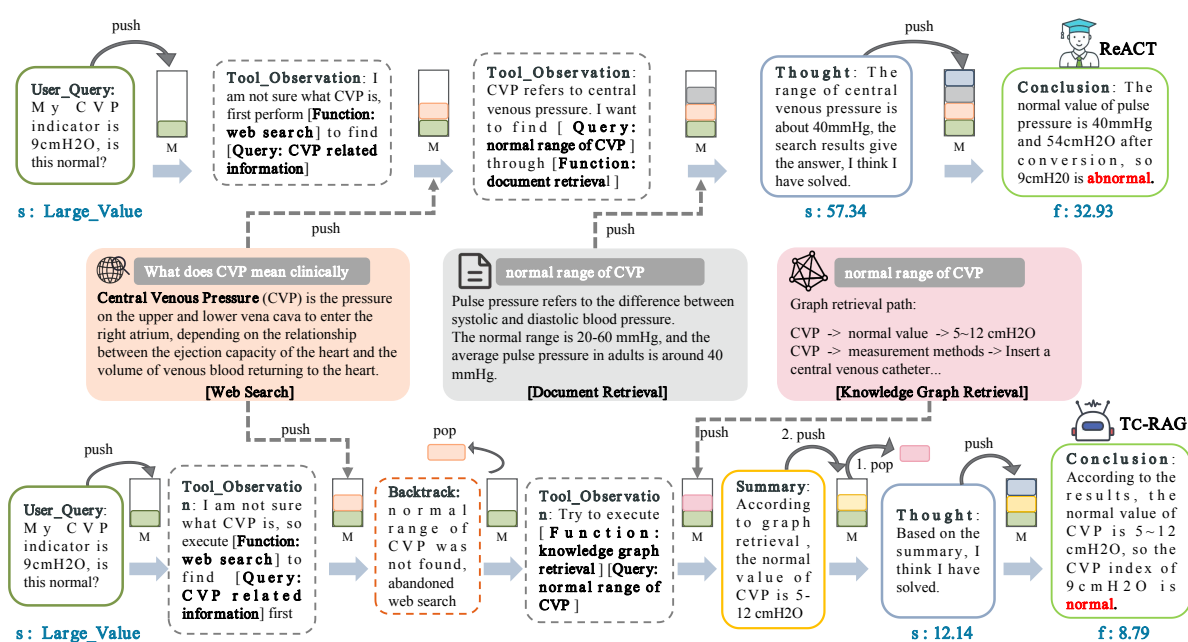 push
User_Query:
My CVP
indicator is
9cmH2O, is
this normal?
M
s : Large_Value
Tool_Observation: I
am not sure what CVP is,
first perform [Function:
web search] to find
[Query: CVP related
information]
M
push
Tool_Observation:
CVP refers to central
venous pressure. I want
to find [ Query:
normal range of CVP ]
through [Function:
document retrieval ]
M
push
Thought: The
range of central
venous pressure is
about 40mmHg, the
search results give
the answer, I think I
have solved.
s : 57.34
push
M
ReACT
Conclusion: The
normal value of pulse
pressure is 40mmHg
and 54cmH2O after
conversion, so
9cmH20 is abnormal.
f : 32.93
What does CVP mean clinically
Central Venous Pressure (CVP) is the pressure
on the upper and lower vena cava to enter the
right atrium, depending on the relationship
between the ejection capacity of the heart and the
volume of venous blood returning to the heart.
[Web Search]
normal range of CVP
Pulse pressure refers to the difference between
systolic and diastolic blood pressure.
The normal range is 20-60 mmHg, and the
average pulse pressure in adults is around 40
mmHg.
[Document Retrieval]
normal range of CVP
Graph retrieval path:
CVP -> normal value -> 5~12 cmH2O
CVP -> measurement methods -> Insert a
central venous catheter...
[Knowledge Graph Retrieval]
push
User_Query:
My CVP
indicator is
9cmH2O, is
this normal?
M
s : Large_Value
Tool_Observatio
n: I am not sure
what CVP is, so
execute [Function:
web search] to
find [Query:
CVP related
information] first
push
M
pop
Backtrack:
normal
range of
CVP was
not found,
abandoned
web search
M
Tool_Observatio
n: Try to execute
[ Function:
knowledge graph
retrieval ] [Query:
normal range of
CVP ]
push
M
2. push
1. pop
Summary:
According
to graph
retrieval ,
the normal
value of
CVP is 5-
12 cmH2O
M
Thought:
Based on the
summary, I
think I have
solved.
s : 12.14
push
M
TC-RAG
Conclusion:
According to the
results, the
normal value of
CVP is 5~12
cmH2O, so the
CVP index of
9cmH2O is
normal.
f : 8.79